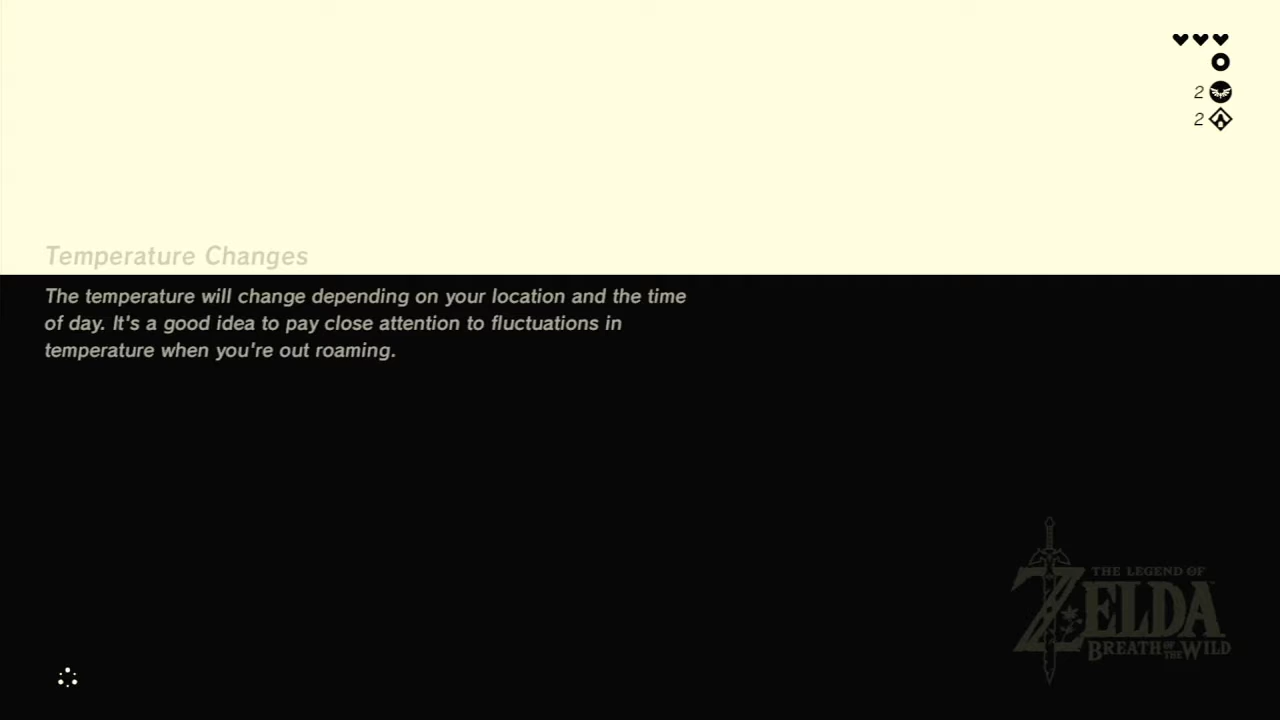 2
2
Temperature Changes
The temperature will change depending on your location and the time
of day. It's a good idea to pay close attention to fluctuations in
temperature when you're out roaming.
THE LEGEND OF
ZELDA
BREATH OF THE WILD